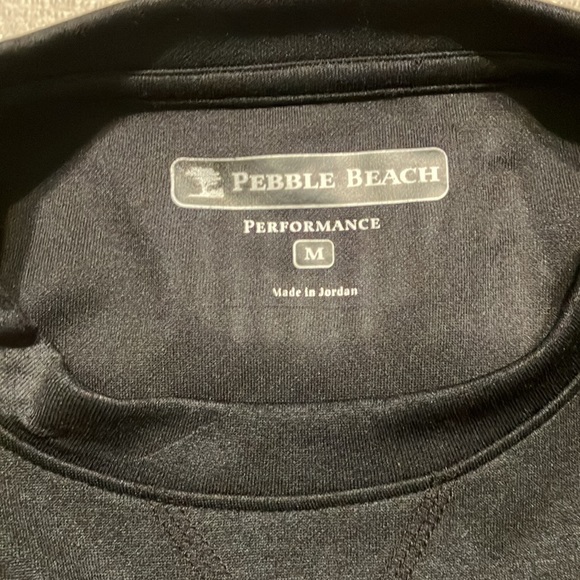 PEBBLE BEACH
PERFORMANCE
M
Made in Jordan